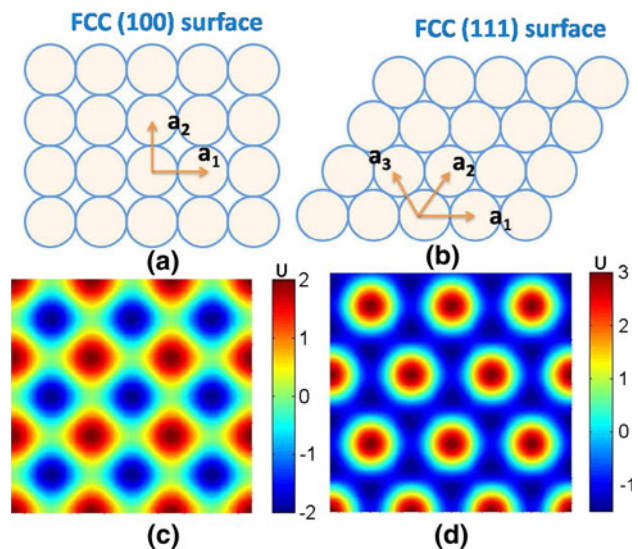 FCC (100) surface
FCC (111) surface
a2
a1
a3
a2
a1
(a)
(b)
U
2
1
0
-1
-2
U
3
2
1
0
-1
(c)
(d)